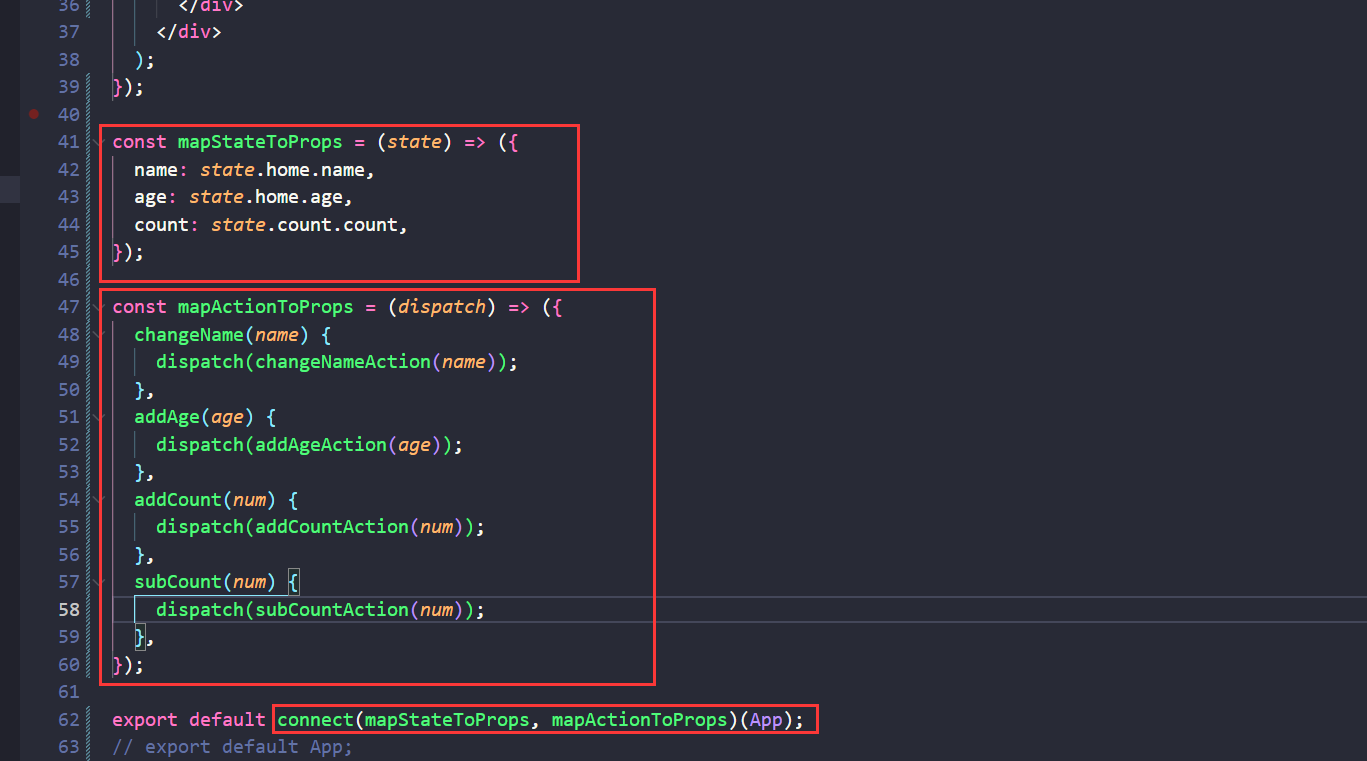 36 </div>
37 </div>
38 );
39 });
40
41 const mapStateToProps = (state) => ({
42 name: state.home.name,
43 age: state.home.age,
44 count: state.count.count,
45 });
46
47 const mapActionToProps = (dispatch) => ({
48 changeName(name) {
49 dispatch(changeNameAction(name));
50 },
51 addAge(age) {
52 dispatch(addAgeAction(age));
53 },
54 addCount(num) {
55 dispatch(addCountAction(num));
56 },
57 subCount(num) {
58 dispatch(subCountAction(num));
59 },
60 });
61
62 export default connect(mapStateToProps, mapActionToProps)(App);
63 // export default App;